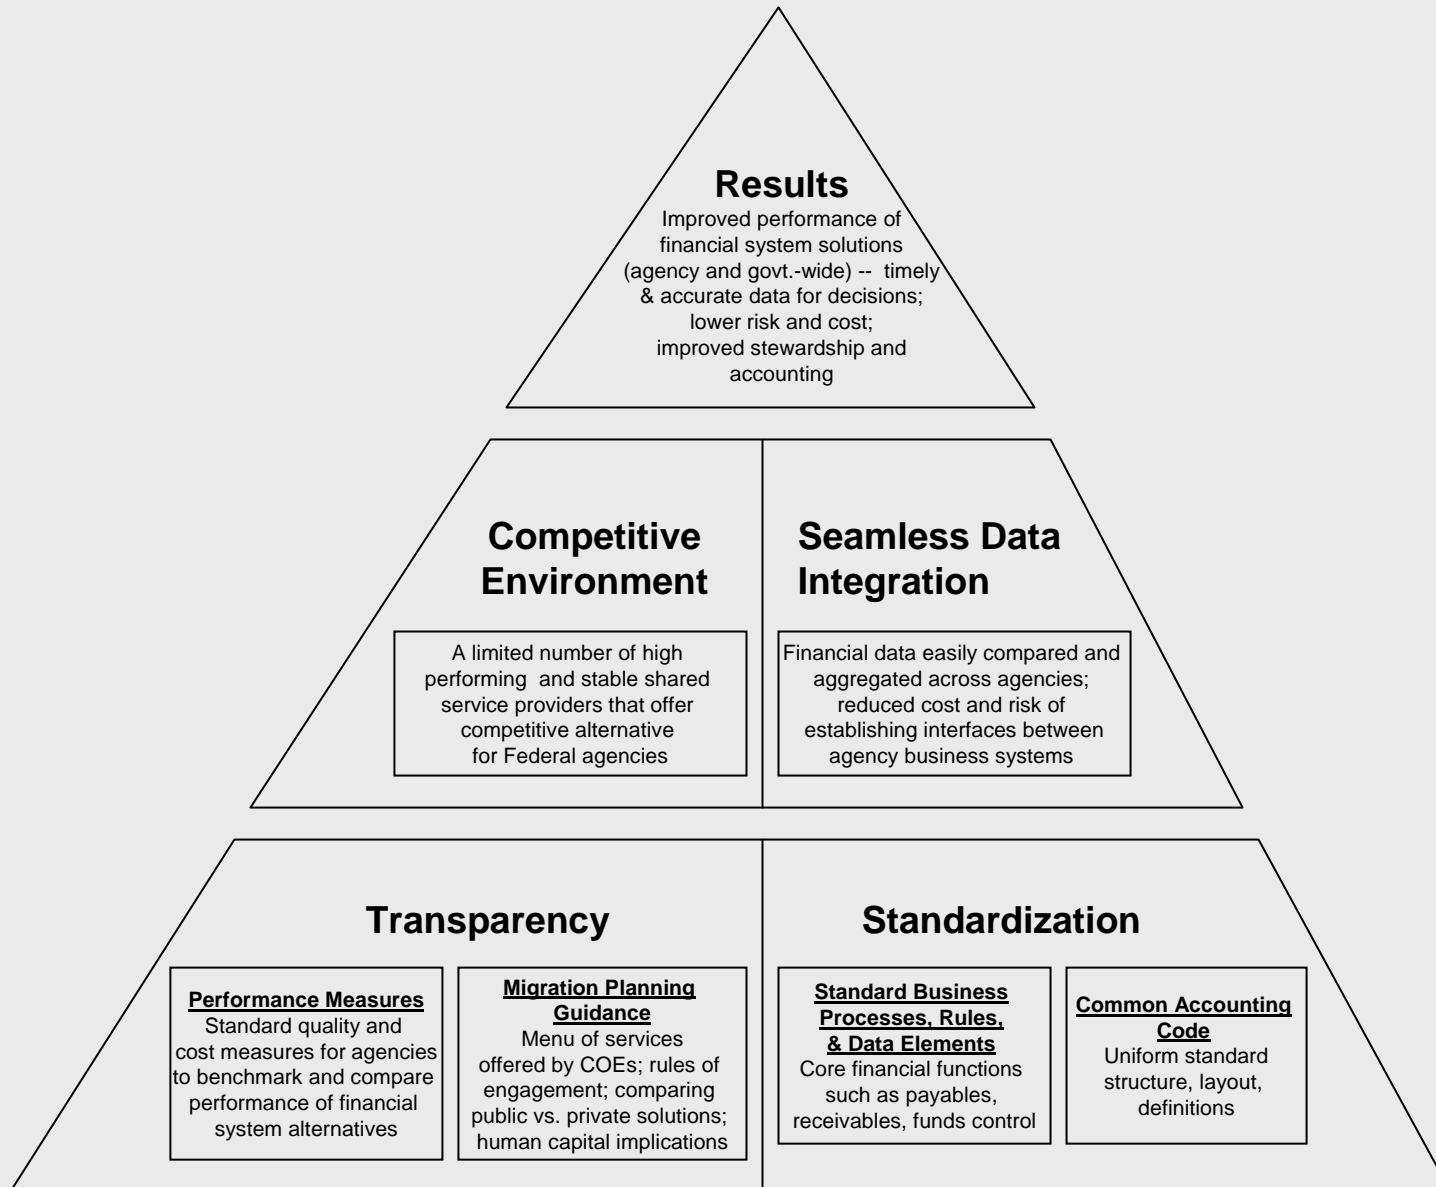 Results
Improved performance of
financial system solutions
(agency and govt.-wide) -- timely
& accurate data for decisions;
lower risk and cost;
improved stewardship and
accounting
Competitive
Environment
A limited number of high
performing and stable shared
service providers that offer
competitive alternative
for Federal agencies
Seamless Data
Integration
Financial data easily compared and
aggregated across agencies;
reduced cost and risk of
establishing interfaces between
agency business systems
Transparency
Performance Measures
Standard quality and
cost measures for agencies
to benchmark and compare
performance of financial
system alternatives
Migration Planning
Guidance
Menu of services
offered by COEs; rules of
engagement; comparing
public vs. private solutions;
human capital implications
Standardization
Standard Business
Processes, Rules,
& Data Elements
Core financial functions
such as payables,
receivables, funds control
Common Accounting
Code
Uniform standard
structure, layout,
definitions